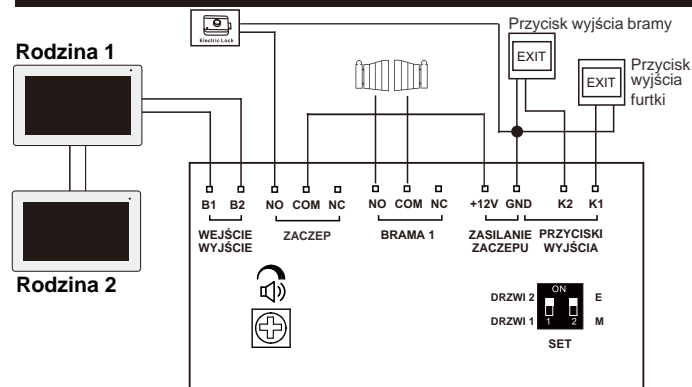 Przycisk wyjścia bramy
Electric Lock
Rodzina 1
EXIT
EXIT
Przycisk
wyjścia
furtki
B1 B2 NO COM NC NO COM NC +12V GND K2 K1
WEJŚCIE
WYJŚCIE
ZACZEP
BRAMA 1
ZASILANIE
ZACZEPU
PRZYCISKI
WYJŚCIA
Rodzina 2
ON
DRZWI 2
E
DRZWI 1
1 2
M
SET